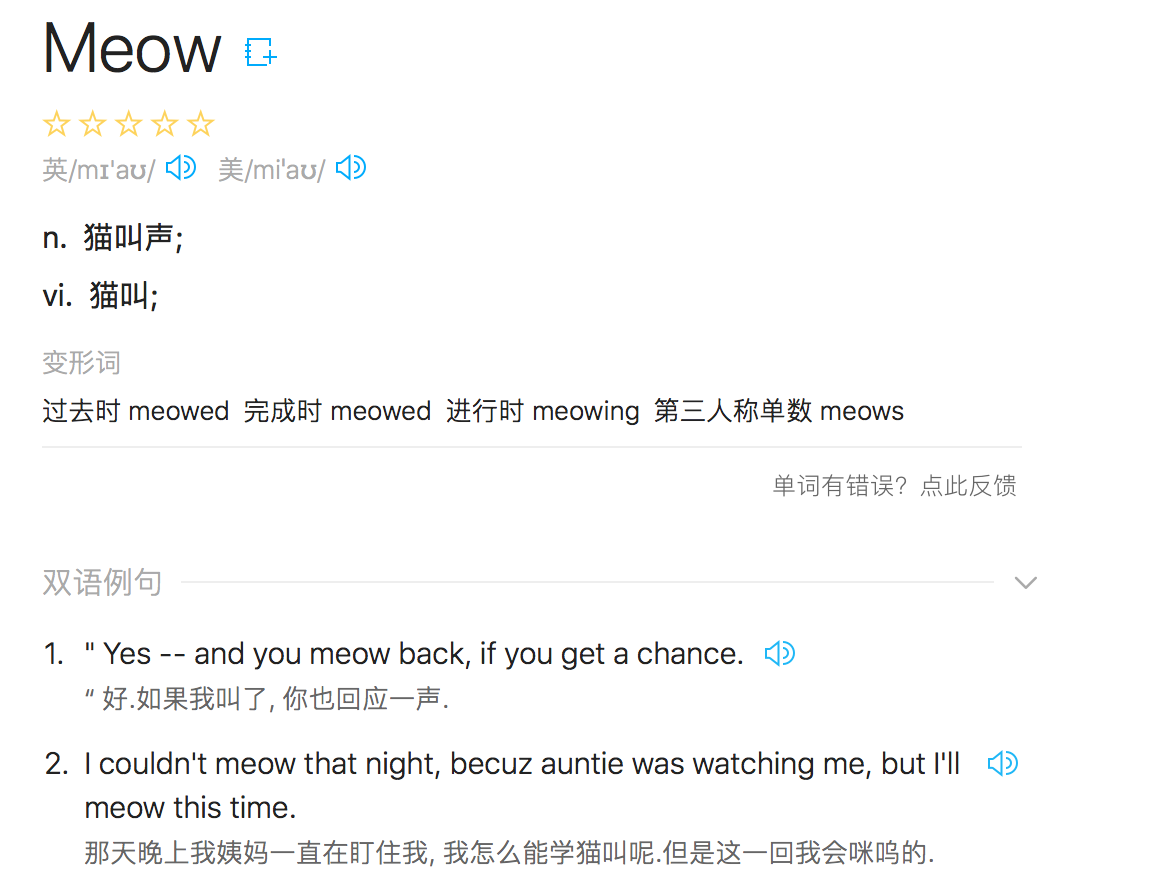 Meow
英/mɪ'aʊ/ 美/mi'aʊ/
n. 猫叫声;
vi. 猫叫;
变形词
过去时 meowed 完成时 meowed 进行时 meowing 第三人称单数 meows
单词有错误? 点此反馈
双语例句
1. " Yes -- and you meow back, if you get a chance.
“ 好.如果我叫了, 你也回应一声.
2. I couldn't meow that night, becuz auntie was watching me, but I'll
meow this time.
那天晚上我姨妈一直在盯住我, 我怎么能学猫叫呢.但是这一回我会咪呜的.